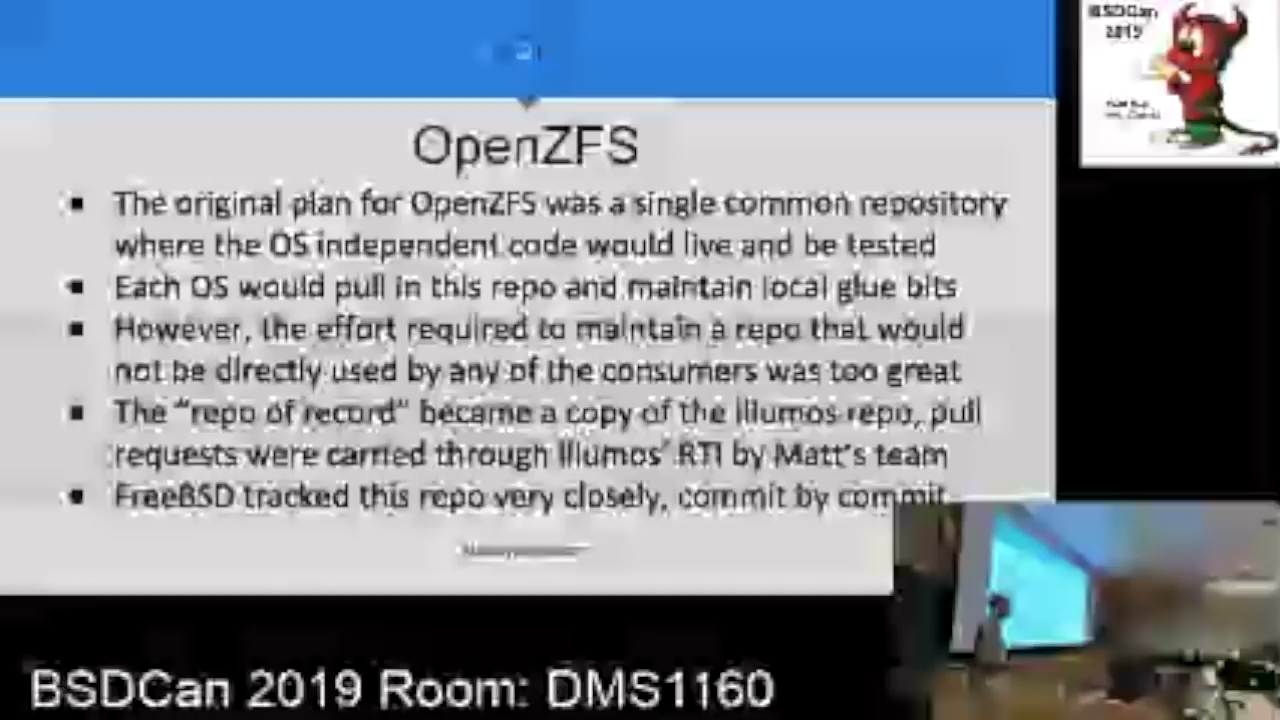 BSDCan
2019
OpenZFS
▪ The original plan for OpenZFS was a single common repository
where the OS independent code would live and be tested
▪ Each OS would pull in this repo and maintain local glue bits
▪ However, the effort required to maintain a repo that would
not be directly used by any of the consumers was too great
▪ The “repo of record” became a copy of the illumos repo, pull
requests were carried through illumos’ RTI by Matt’s team
▪ FreeBSD tracked this repo very closely, commit by commit
BSDCan 2019 Room: DMS1160